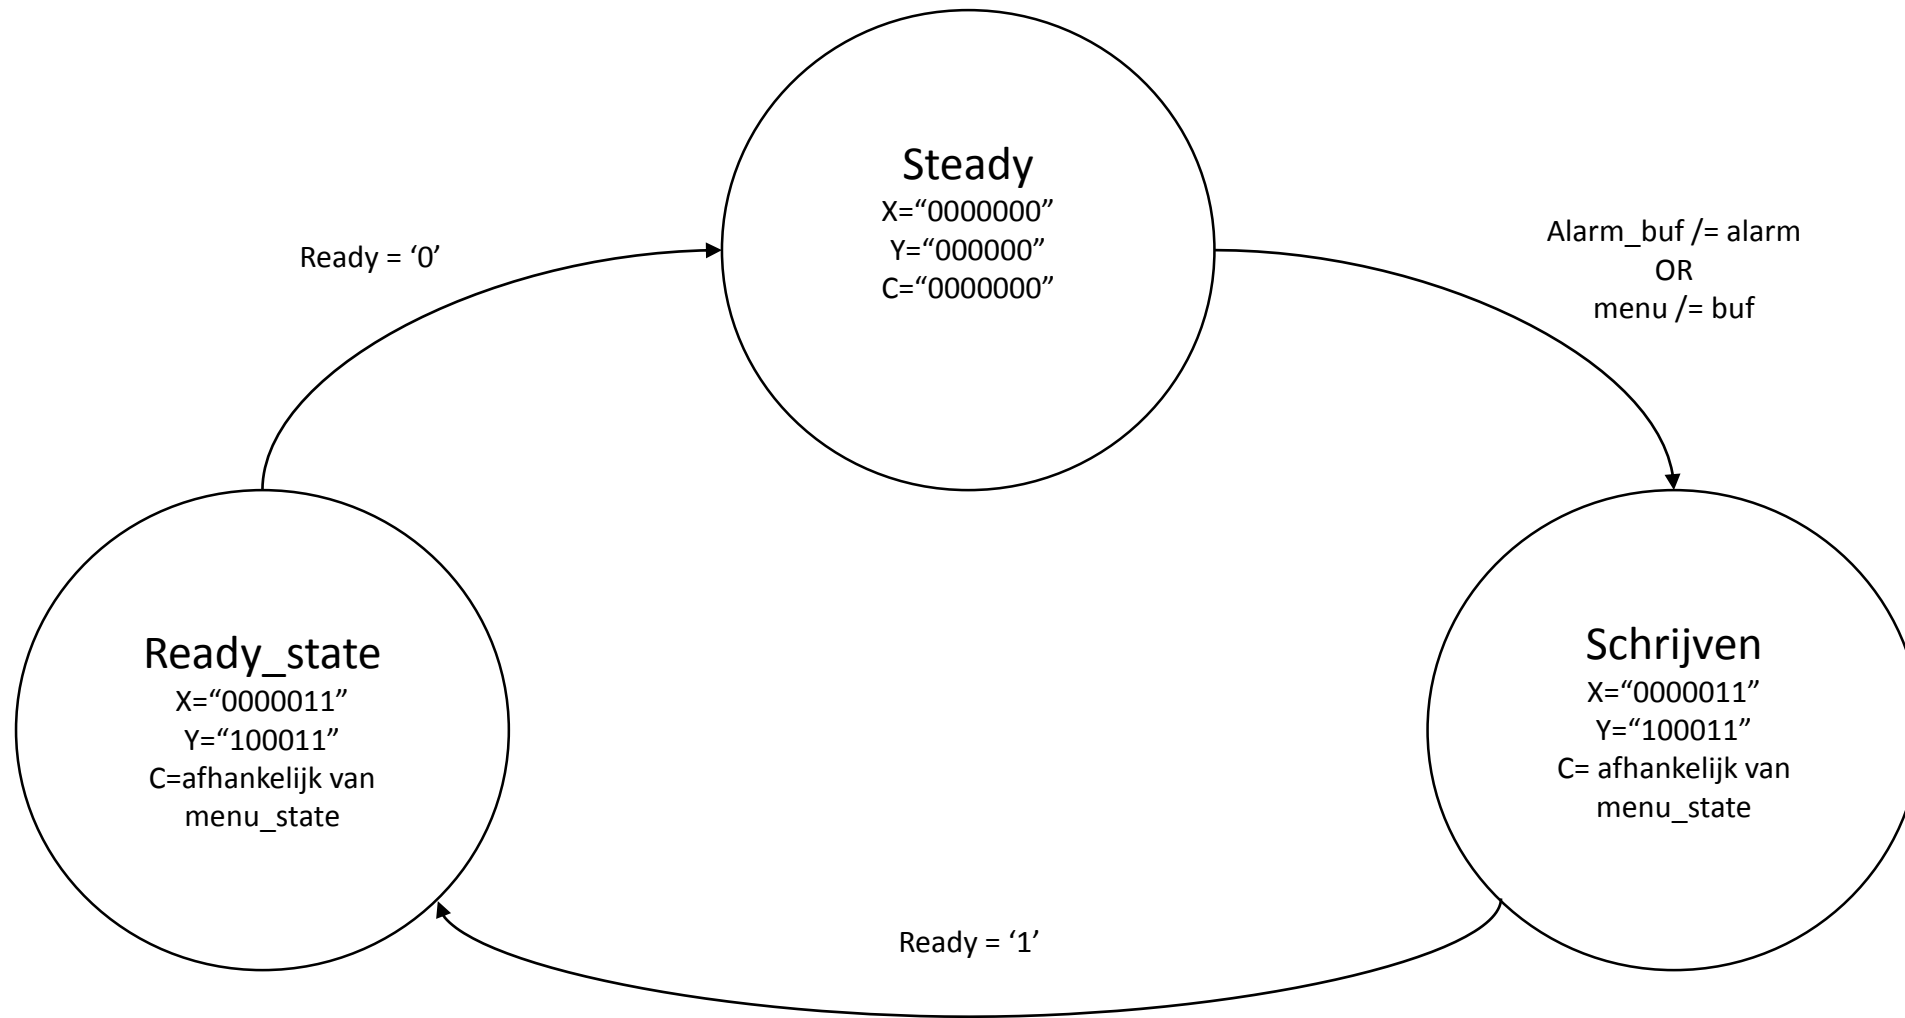 Steady
X=“0000000”
Y=“000000”
C=“0000000”
Ready = ‘0’
Alarm_buf /= alarm
OR
menu /= buf
Ready_state
X=“0000011”
Y=“100011”
C=afhankelijk van
menu_state
Schrijven
X=“0000011”
Y=“100011”
C= afhankelijk van
menu_state
Ready = ‘1’